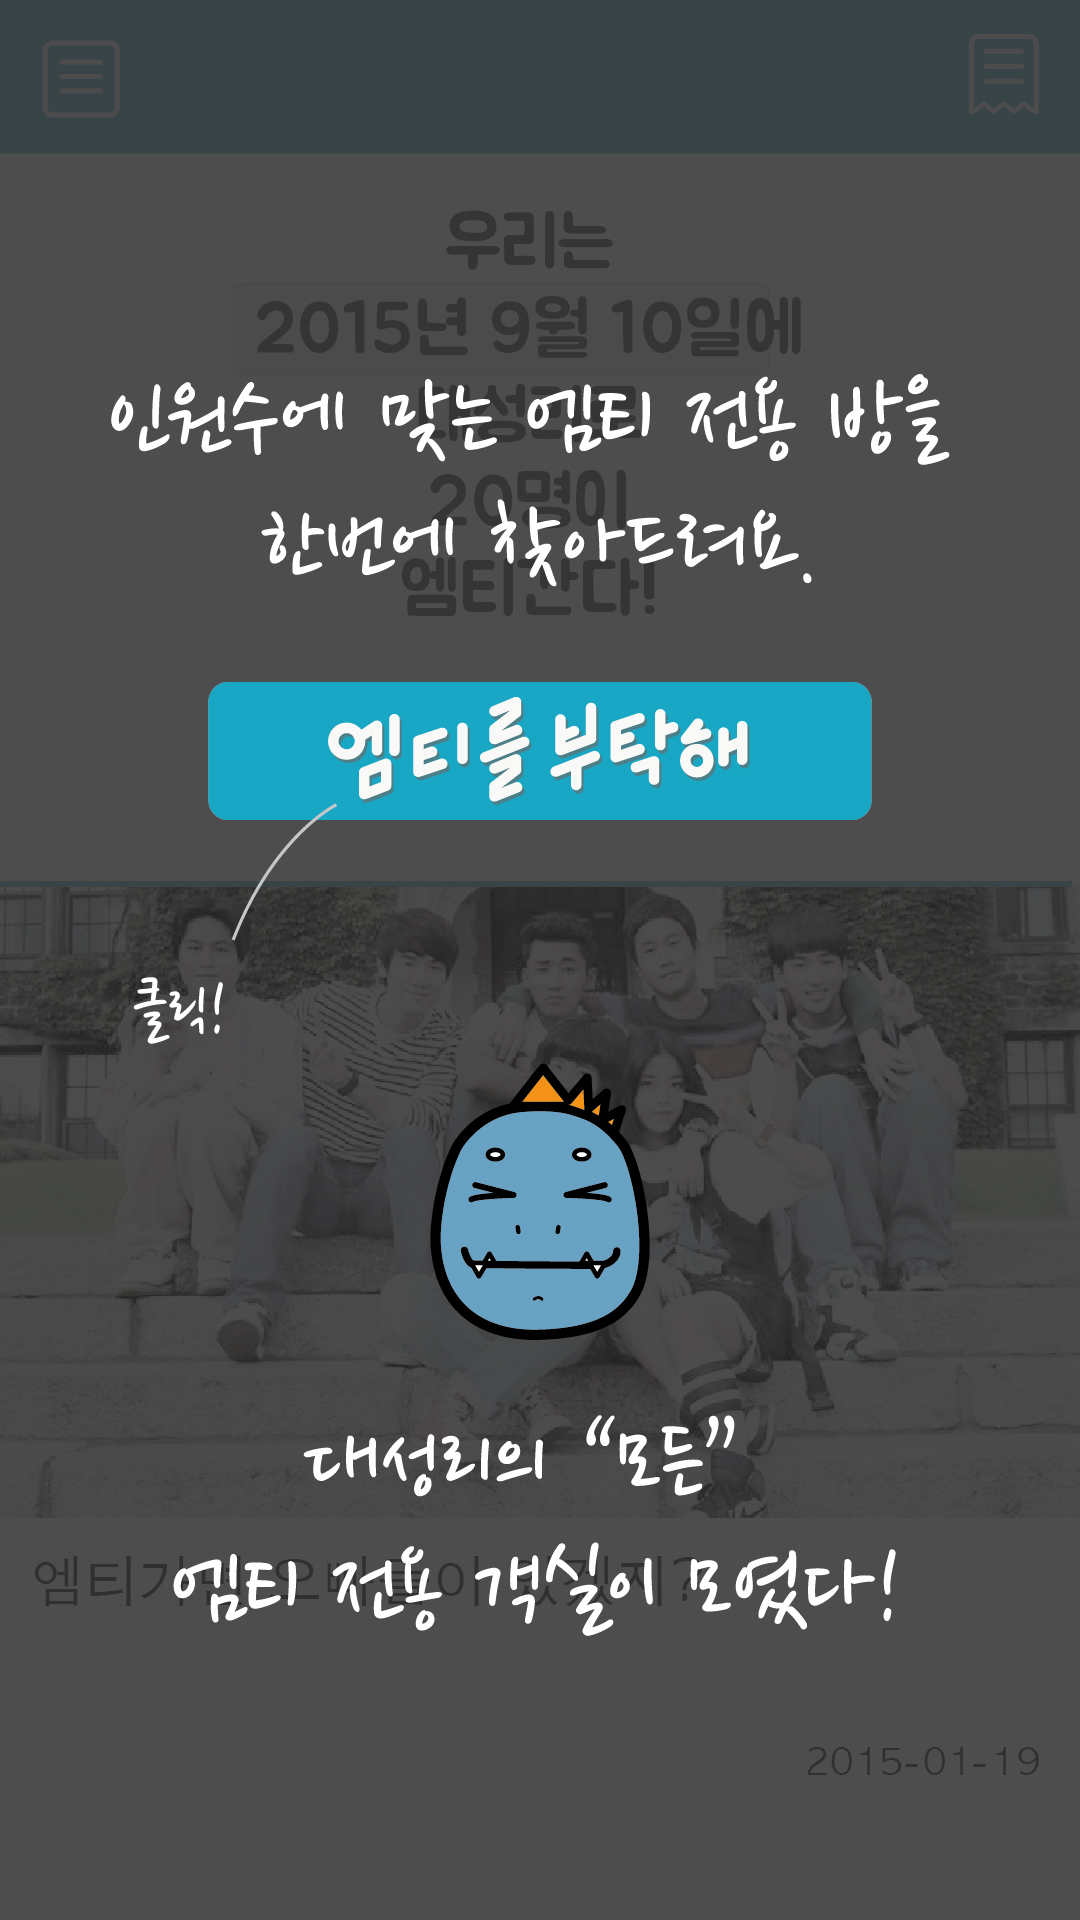 우리는
2015년 9월 10일에
인원수에 맞는 엠티 전용 방을
20명이
한번에 찾아드려요.
엠티간다!
엠티를 부탁해
클릭!
대성리의 “모든”
엠티 전용 객실이 모였다!
2015-01-19